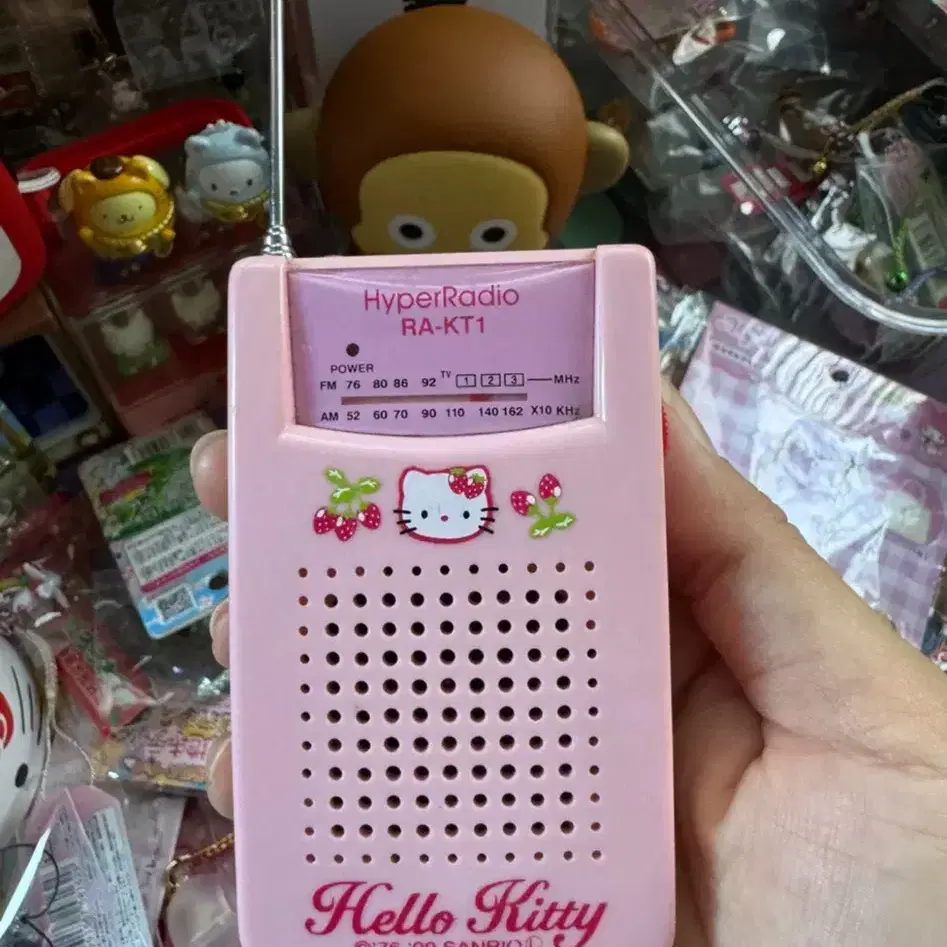 HyperRadio
RA-KT1
POWER
FM 76 80 86 92 TV 1 2 3 MHz
AM 52 60 70 90 110 140 162 X10 KHz
Hello Kitty
©'76,'99 SANRIO